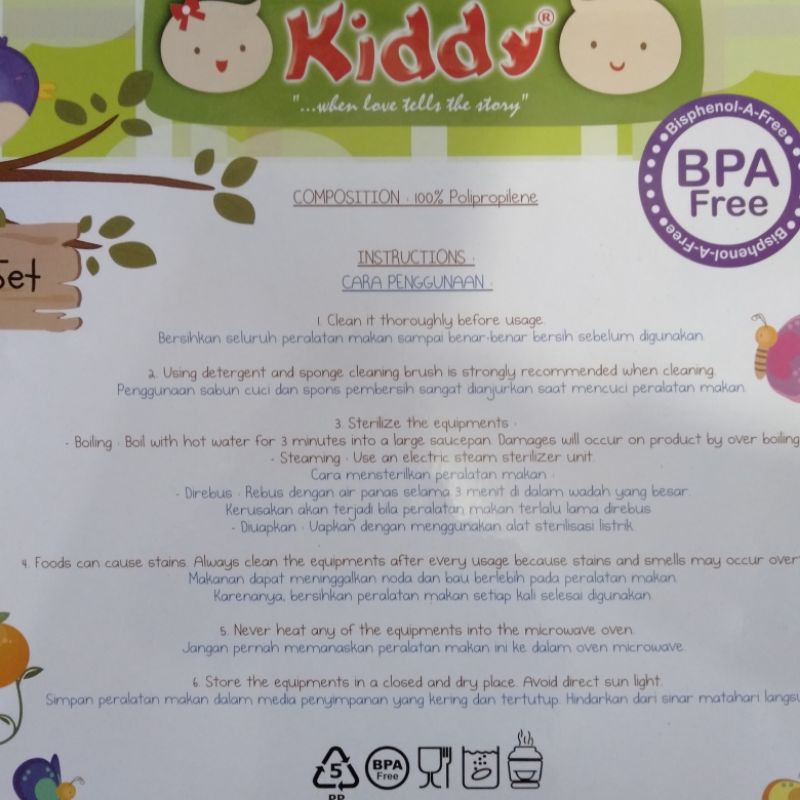 Kiddy®
"...when love tells the story"
Bisphenol-A-Free
BPA
Free
Bisphenol-A-Free
COMPOSITION : 100% Polipropilene
Set
INSTRUCTIONS :
CARA PENGGUNAAN :
1. Clean it thoroughly before usage.
Bersihkan seluruh peralatan makan sampai benar-benar bersih sebelum digunakan.
2. Using detergent and sponge cleaning brush is strongly recommended when cleaning.
Penggunaan sabun cuci dan spons pembersih sangat dianjurkan saat mencuci peralatan makan.
3. Sterilize the equipments :
- Boiling : Boil with hot water for 3 minutes into a large saucepan. Damages will occur on product by over boiling
- Steaming : Use an electric steam sterilizer unit.
Cara mensterilkan peralatan makan :
- Direbus : Rebus dengan air panas selama 3 menit di dalam wadah yang besar.
Kerusakan akan terjadi bila peralatan makan terlalu lama direbus
- Diuapkan : Uapkan dengan menggunakan alat sterilisasi listrik.
4. Foods can cause stains. Always clean the equipments after every usage because stains and smells may occur over
Makanan dapat meninggalkan noda dan bau berlebih pada peralatan makan.
Karenanya, bersihkan peralatan makan setiap kali selesai digunakan.
5. Never heat any of the equipments into the microwave oven.
Jangan pernah memanaskan peralatan makan ini ke dalam oven microwave.
6. Store the equipments in a closed and dry place. Avoid direct sun light.
Simpan peralatan makan dalam media penyimpanan yang kering dan tertutup. Hindarkan dari sinar matahari
5
PP
BPA
Free